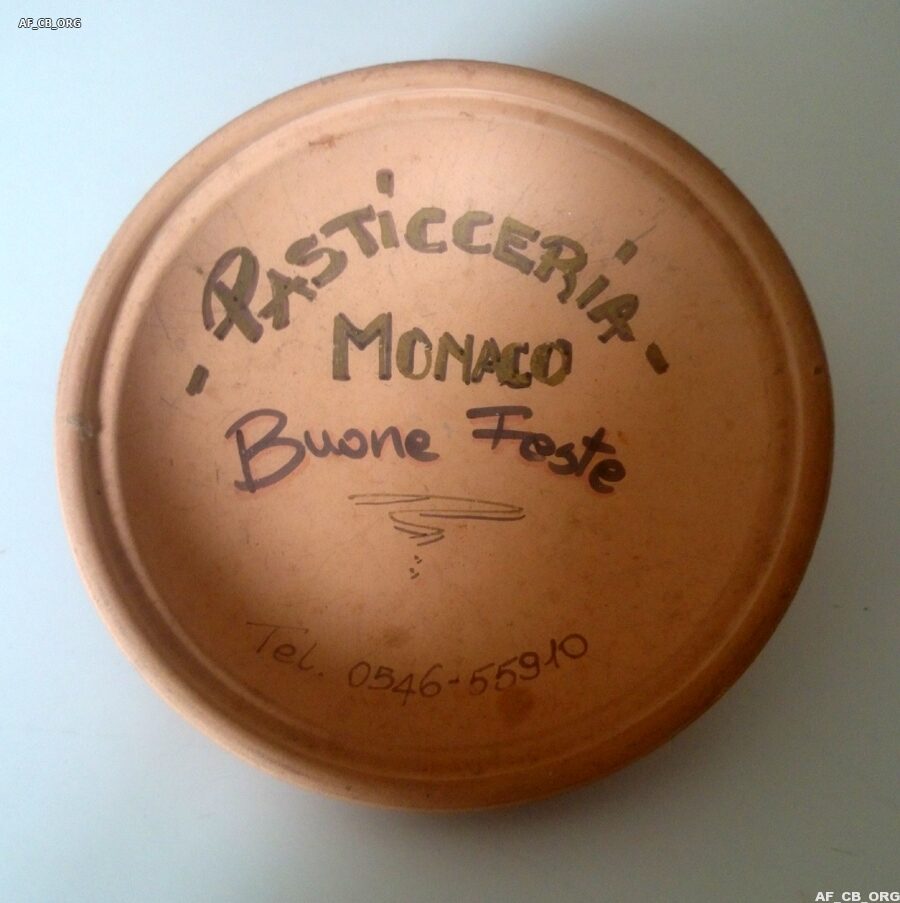 AF_CB_ORG
- PASTiCCERiA -
MONACO
Buone Feste
Tel. 0546-55910
AF_CB_ORG